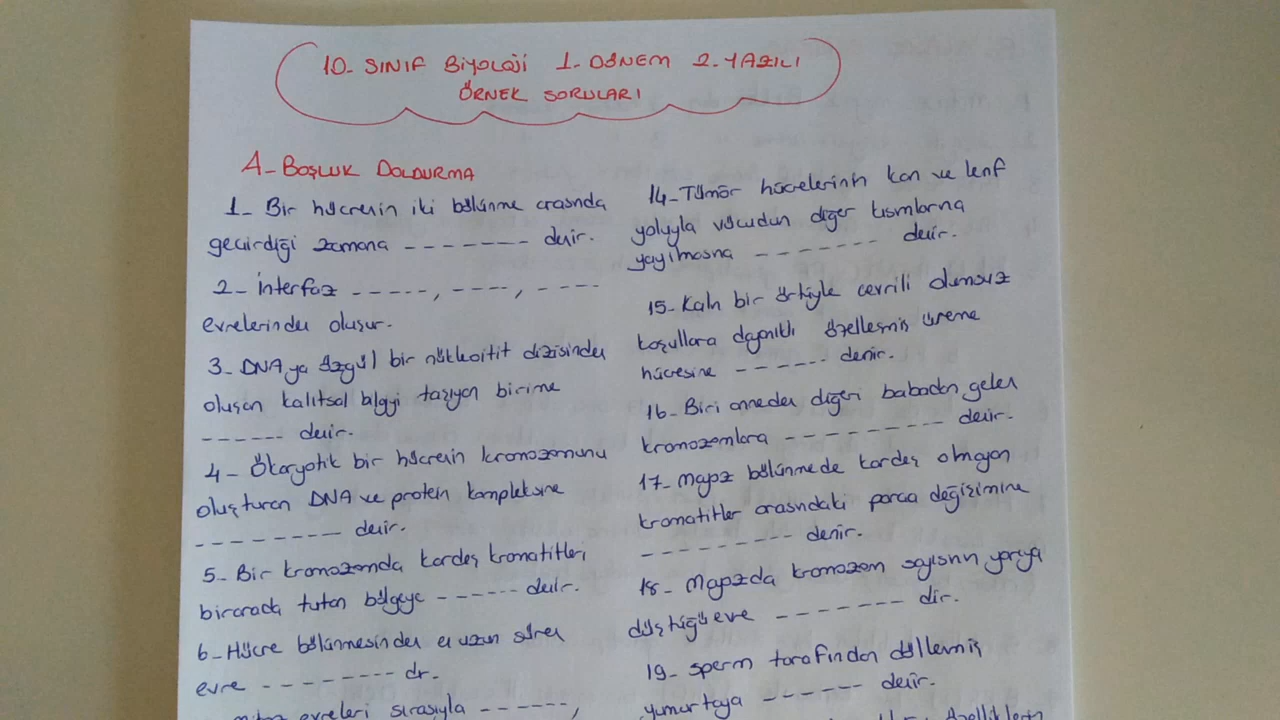 10- SINIF BİYOLOJİ 1. DÖNEM 2. YAZILI
ÖRNEK SORULARI
A- BOŞLUK DOLDURMA
1- Bir hücrenin iki bölünme arasında
geçirdiği zamana ------- denir.
2- İnterfaz -----, ----, ----
evrelerinden oluşur.
3- DNA ya özgül bir nükleotit dizisinden
oluşan kalıtsal bilgiyi taşıyan birime
------ denir.
4- Ökaryotik bir hücrenin kromozomunu
oluşturan DNA ve protein kompleksine
--------- denir.
5- Bir kromozomda kardeş kromatitleri
birarada tutan bölgeye ------ denir.
6- Hücre bölünmesinden en uzun süren
evre -------- dr.
evreleri sırasıyla ------,
14- Tümör hücrelerinin kan ve lenf
yoluyla vücudun diğer kısımlarına
yayılmasına ------- denir.
15- Kalın bir örtüyle çevrili olumsuz
koşullara dayanıklı özelleşmiş üreme
hücresine ------ denir.
16- Biri anneden diğeri babadan gelen
kromozomlara --------- denir.
17- Mayoz bölünmede kardeş olmayan
kromatitler arasındaki parça değişimine
--------- denir.
18- Mayozda kromozom sayısının yarıya
düştüğü evre ------- dir.
19- sperm tarafından döllenmiş
yumurtaya ------ denir.